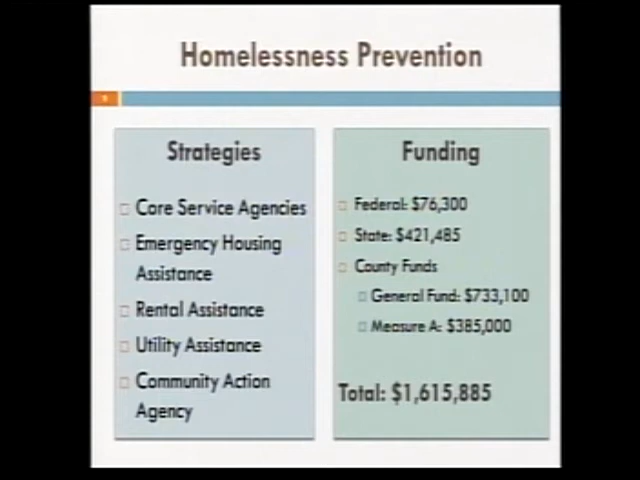 Homelessness Prevention
Strategies
Core Service Agencies
Emergency Housing
Assistance
Rental Assistance
Utility Assistance
Community Action
Agency
Funding
Federal: $76,300
State: $421,485
County Funds
General Fund: $733,100
Measure A: $385,000
Total: $1,615,885